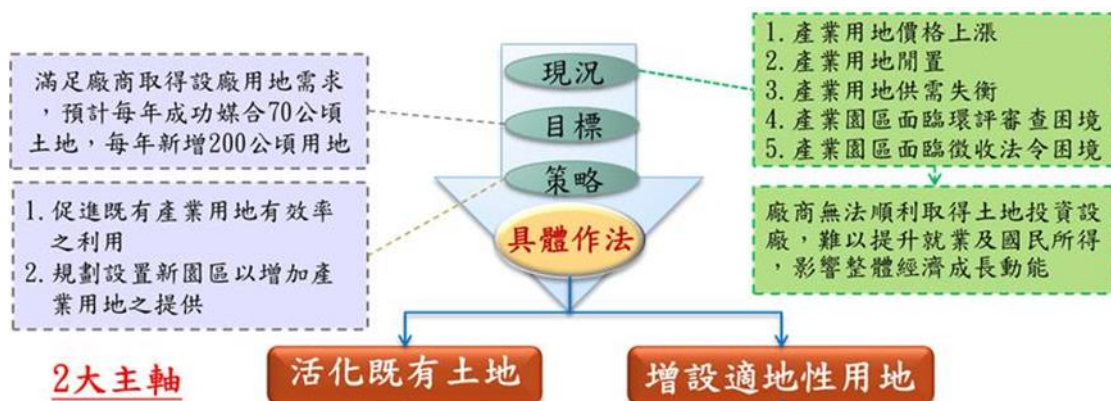 現況
目標
策略
具體作法
滿足廠商取得設廠用地需求
，預計每年成功媒合70公頃
土地，每年新增200公頃用地
1. 促進既有產業用地有效率
之利用
2. 規劃設置新園區以增加產
業用地之提供
1. 產業用地價格上漲
2. 產業用地閒置
3. 產業用地供需失衡
4. 產業園區面臨環評審查困境
5. 產業園區面臨徵收法令困境
廠商無法順利取得土地投資設
廠，難以提升就業及國民所得
，影響整體經濟成長動能
2大主軸
活化既有土地
增設適地性用地